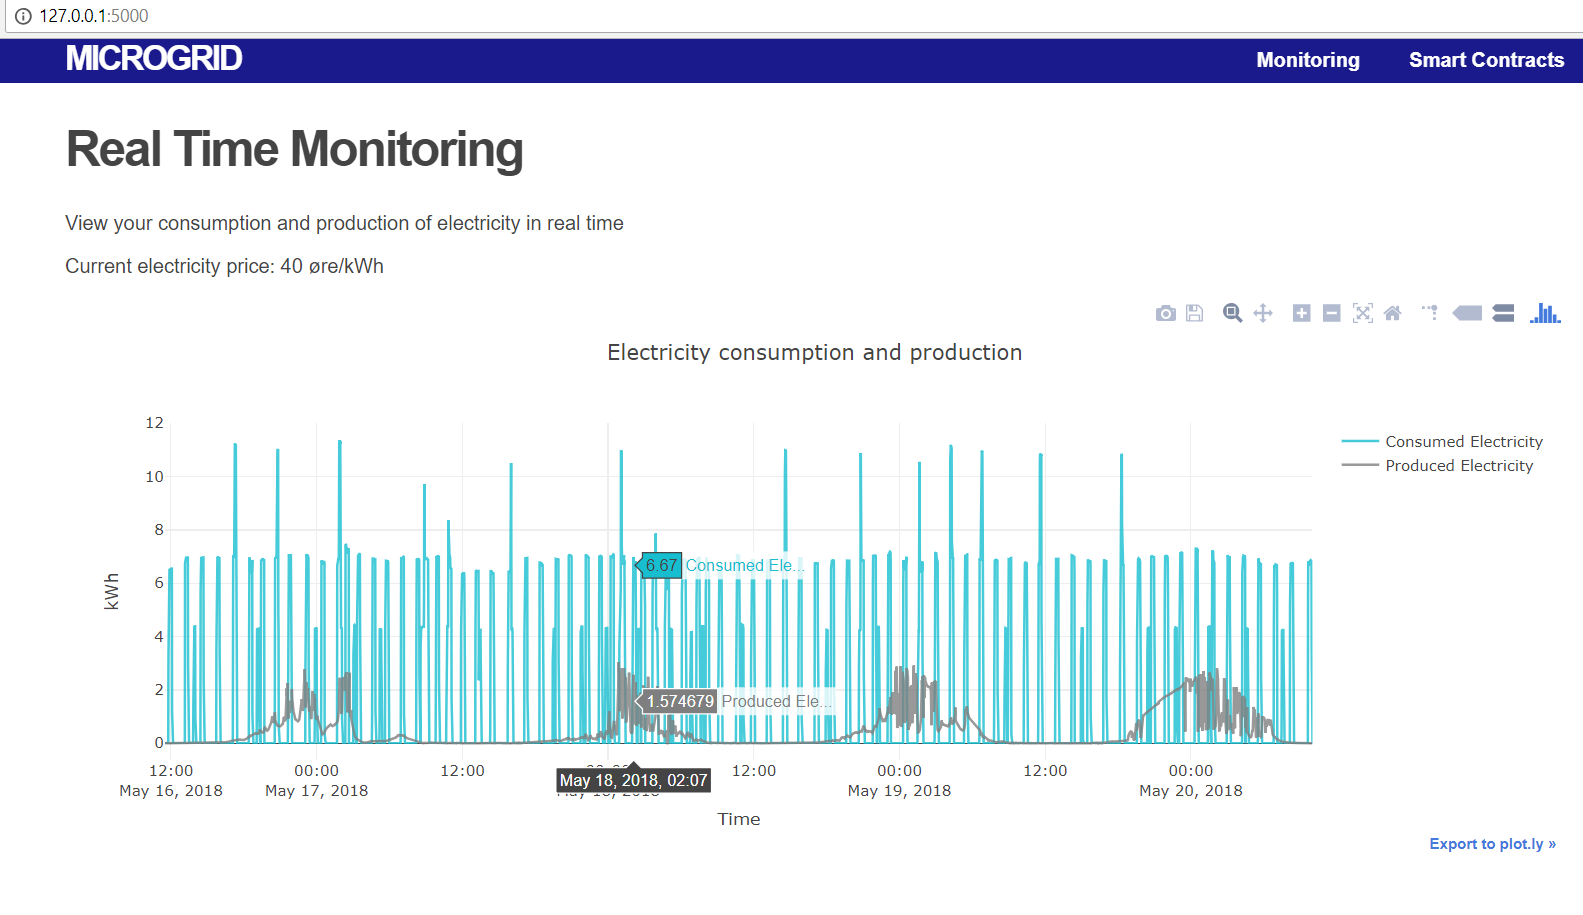 127.0.0.1:5000
MICROGRID
Monitoring
Smart Contracts
Real Time Monitoring
View your consumption and production of electricity in real time
Current electricity price: 40 øre/kWh
Electricity consumption and production
12
10
8
6
4
2
0
kWh
Consumed Electricity
Produced Electricity
6.67 Consumed Ele...
1.574679 Produced Ele...
12:00
May 16, 2018
00:00
May 17, 2018
12:00
May 18, 2018, 02:07
12:00
00:00
May 19, 2018
12:00
00:00
May 20, 2018
Time
Export to plot.ly »